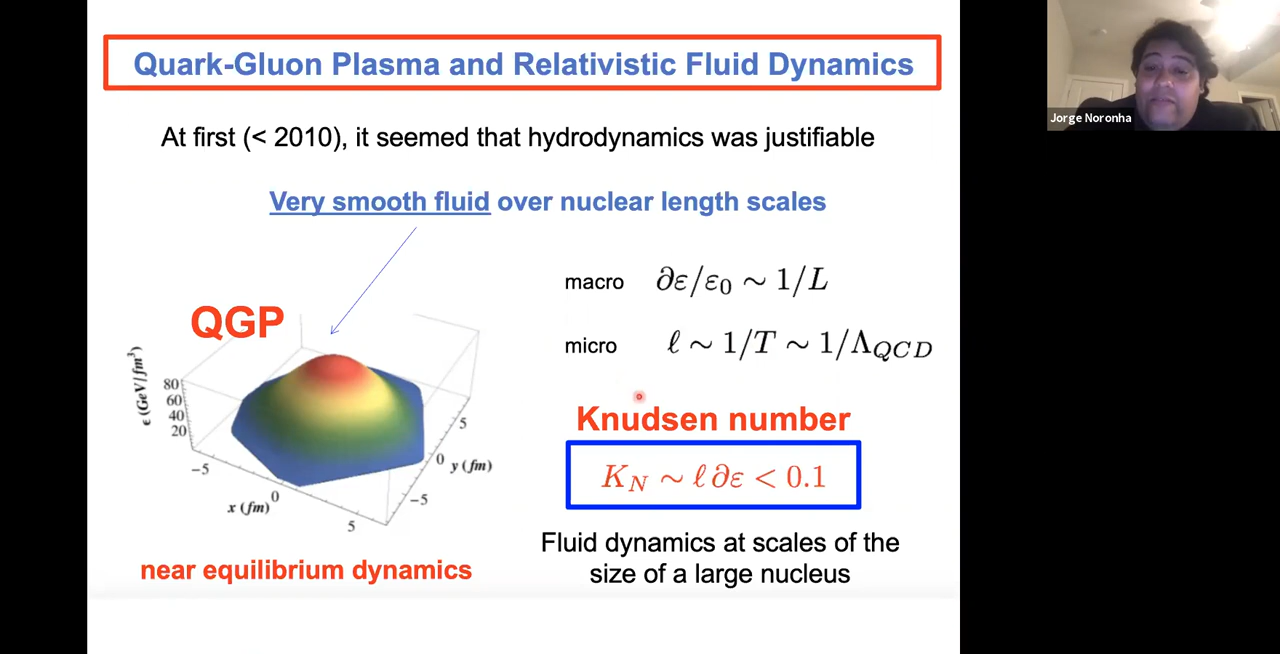 Quark-Gluon Plasma and Relativistic Fluid Dynamics
Jorge Noronha
At first (< 2010), it seemed that hydrodynamics was justifiable
Very smooth fluid over nuclear length scales
macro ∂ε/ε₀ ∼ 1/L
QGP
micro ℓ ∼ 1/T ∼ 1/Λ_QCD
ϵ (GeV/fm³)
80
60
40
20
−5
0
5
x (fm)
5
0
−5
y (fm)
Knudsen number
K_N ∼ ℓ ∂ε < 0.1
Fluid dynamics at scales of the
size of a large nucleus
near equilibrium dynamics